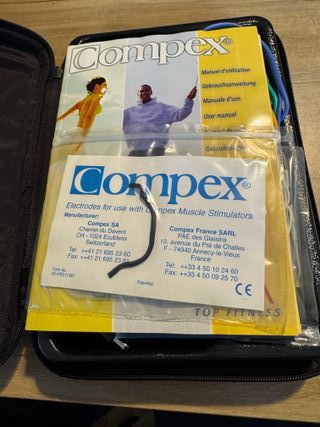 Compex®
Manuel d'utilisation
Gebrauchsanweisung
Manuale d'uso
User manual
Compex®
Electrodes for use with Compex Muscle Stimulators
Manufacturer:
Compex SA
Chemin du Devent
CH - 1024 Ecublens
Switzerland
Tel: ++41 21 695 23 60
Fax: ++41 21 695 23 61
Compex France SARL
PAE des Glaisins
19, avenue du Pré de Challes
F - 74940 Annecy-le-Vieux
France
Tel: ++33 4 50 10 24 60
Fax: ++33 4 50 09 25 70
CE
TOP FITNESS